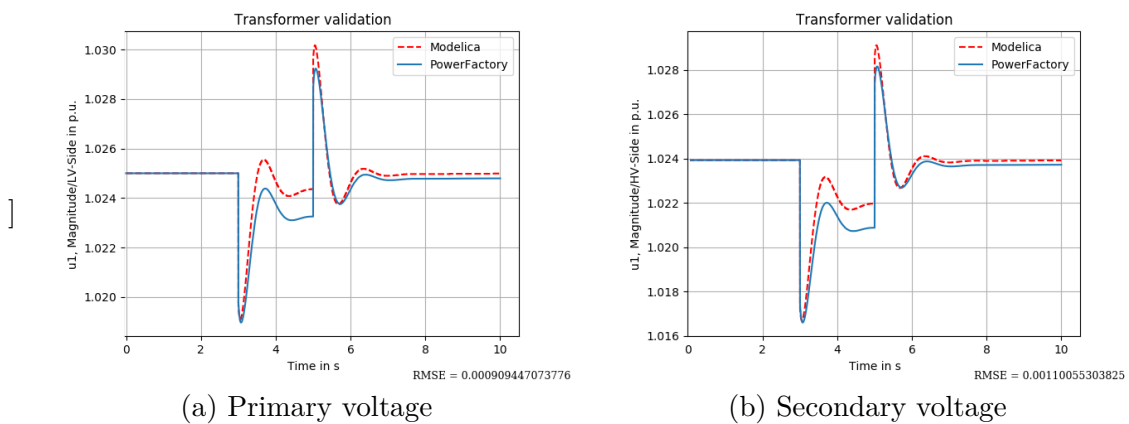 Transformer validation
1.030
1.028
1.026
1.024
1.022
1.020
u1, Magnitude/LV-Side in p.u.
Modelica
PowerFactory
0
2
4
6
8
10
Time in s
RMSE = 0.000909447073776
(a) Primary voltage
Transformer validation
1.028
1.026
1.024
1.022
1.020
1.018
1.016
u1, Magnitude/HV-Side in p.u.
Modelica
PowerFactory
0
2
4
6
8
10
Time in s
RMSE = 0.00110055303825
(b) Secondary voltage
]